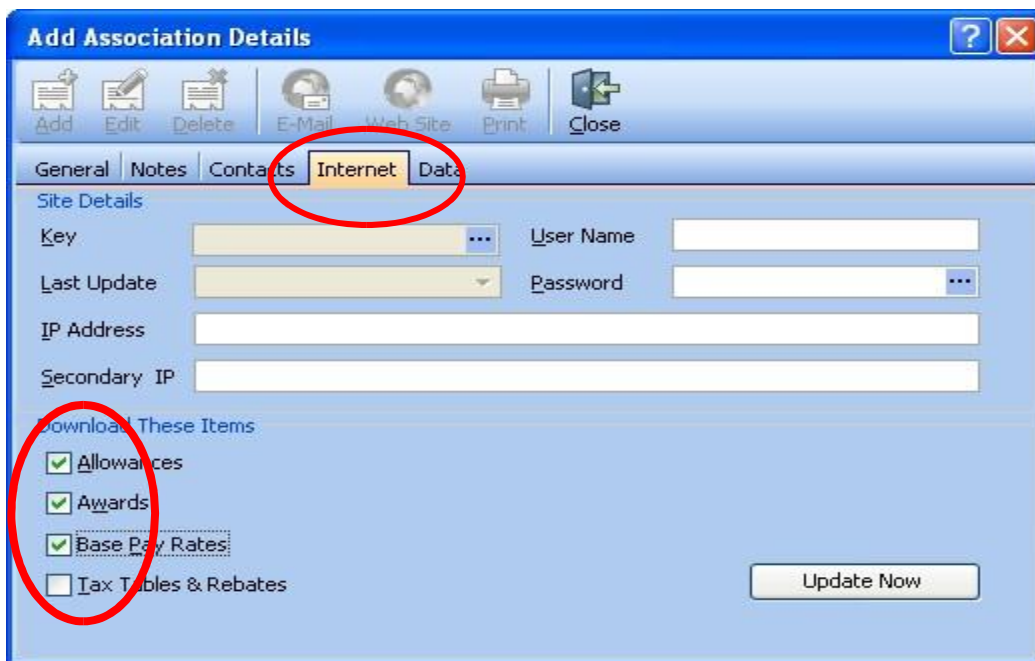 Add Association Details
Add Edit Delete E-Mail Web Site Print Close
General Notes Contacts Internet Data
Site Details
Key ... User Name
Last Update Password ...
IP Address
Secondary IP
Download These Items
Allowances
Awards
Base Pay Rates
Tax Tables & Rebates
Update Now